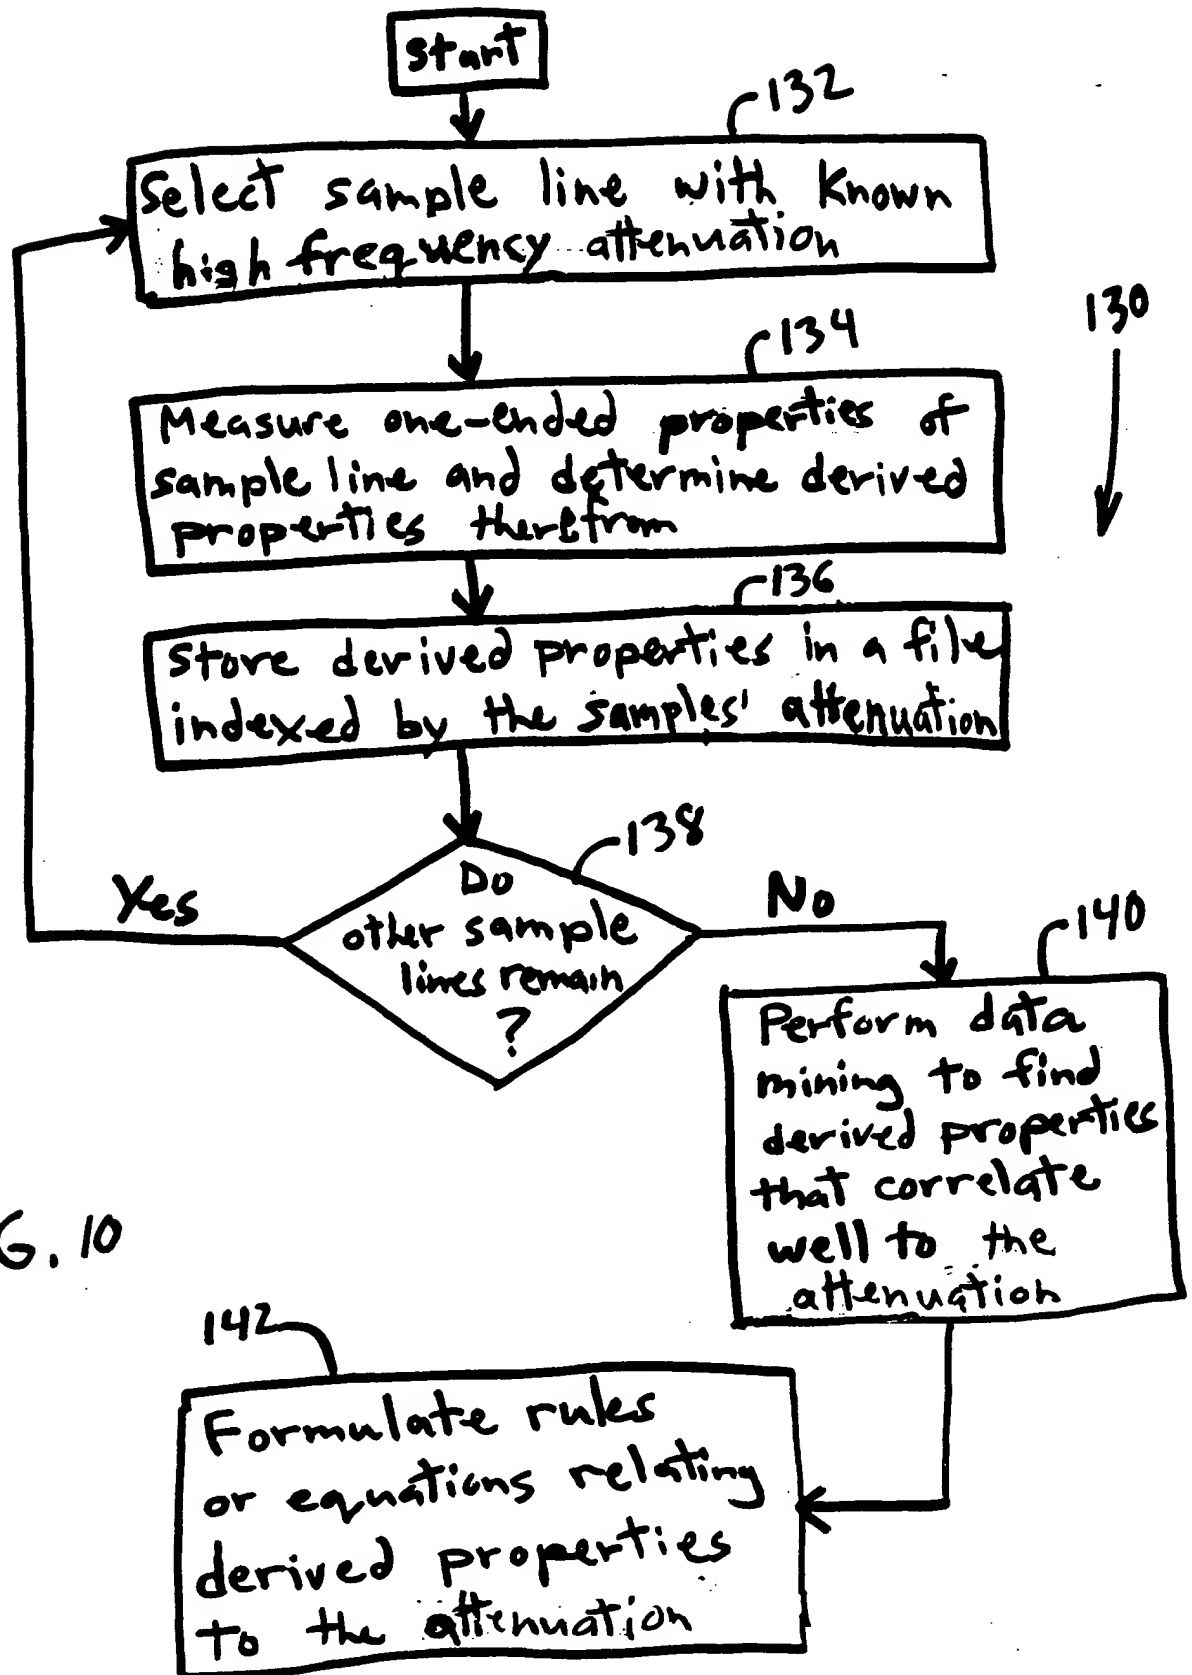 start
132
Select sample line with known
high frequency attenuation
130
134
Measure one-ended properties of
sample line and determine derived
properties therefrom
136
Store derived properties in a file
indexed by the samples' attenuation
138
Do
other sample
lines remain
?
Yes
No
140
Perform data
mining to find
derived properties
that correlate
well to the
attenuation
G. 10
142
Formulate rules
or equations relating
derived properties
to the attenuation